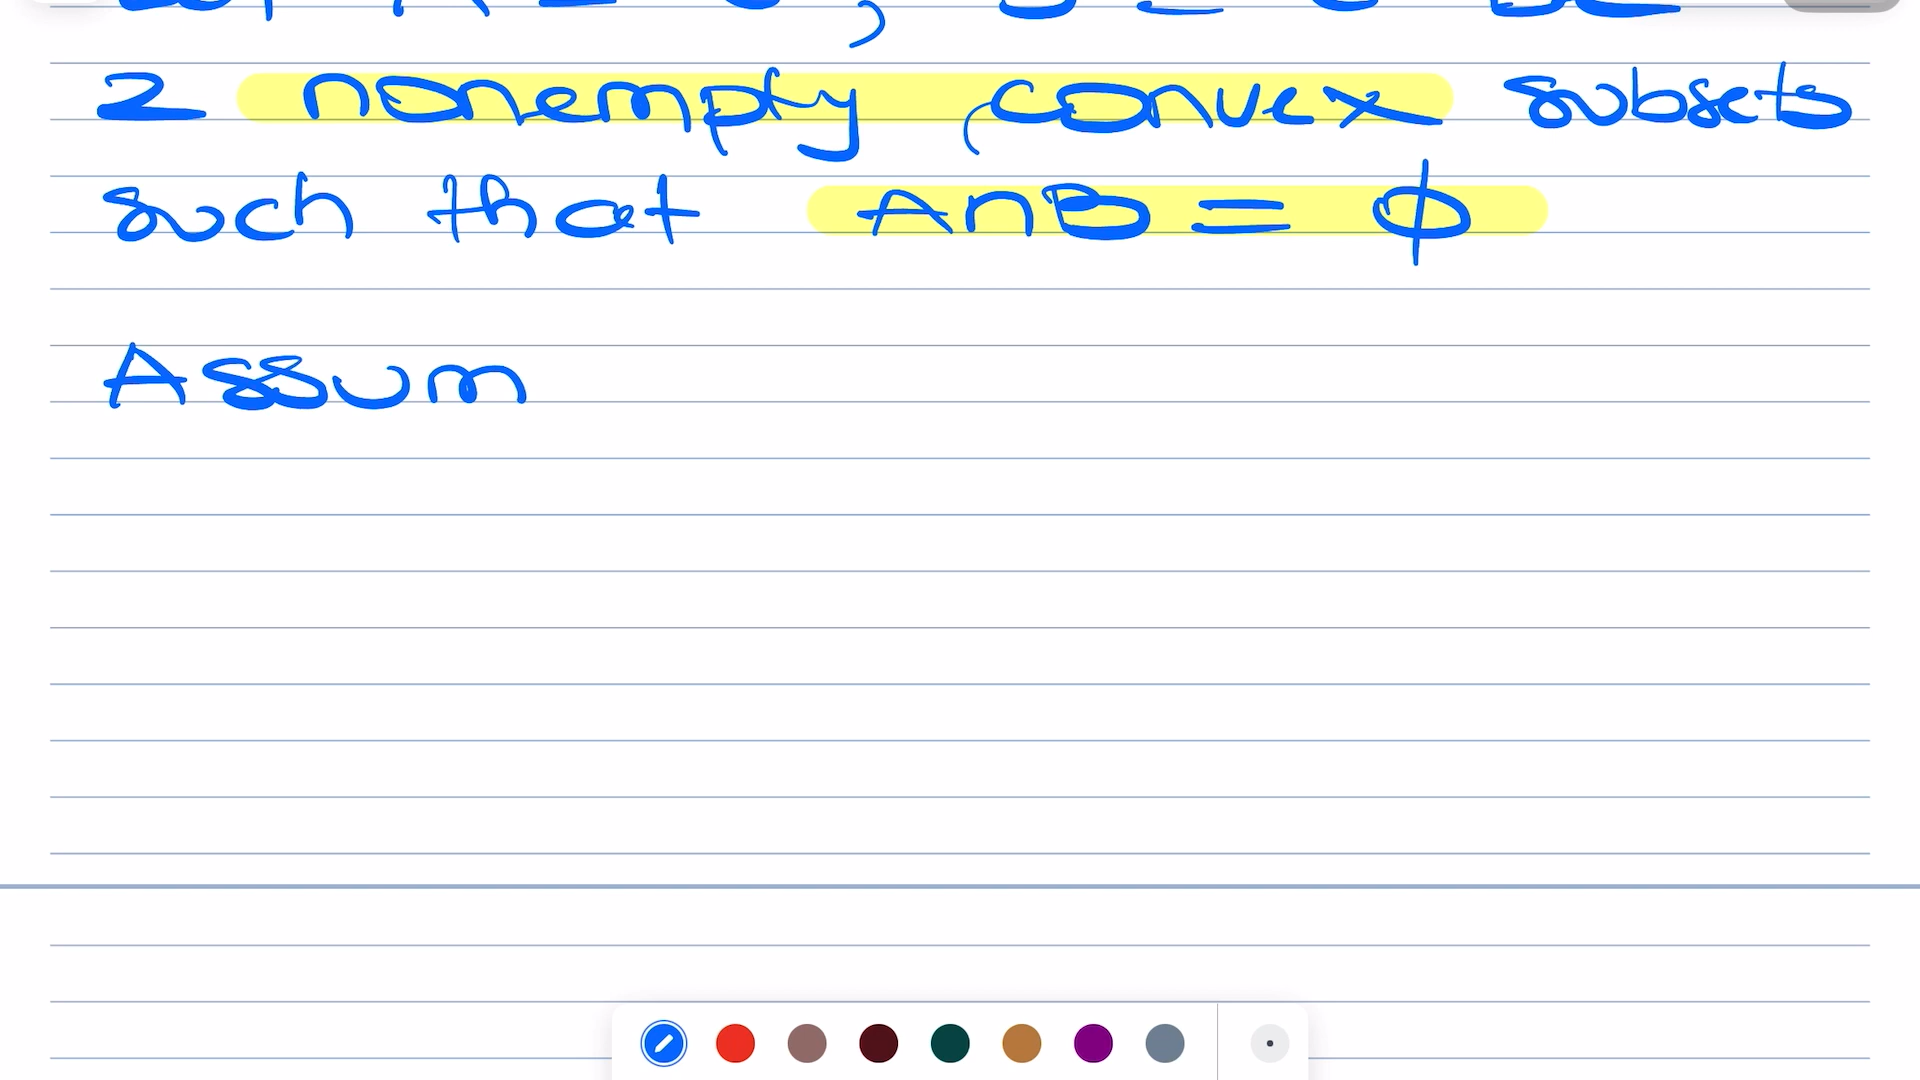 2 nonempty, convex subsets
such that A∩B = ϕ
Assum